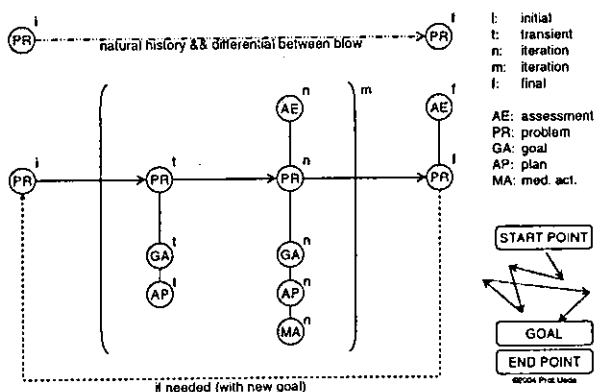 i
PR
natural history && differential between blow
f
PR
n
AE
m
f
AE
PR i
PR t
PR n
PR f
GA t
AP t
GA n
AP n
MA n
if needed (with new goal)
i: initial
t: transient
n: iteration
m: iteration
f: final
AE: assessment
PR: problem
GA: goal
AP: plan
MA: med. act.
START POINT
GOAL
END POINT
©2004 Prof. Ueda